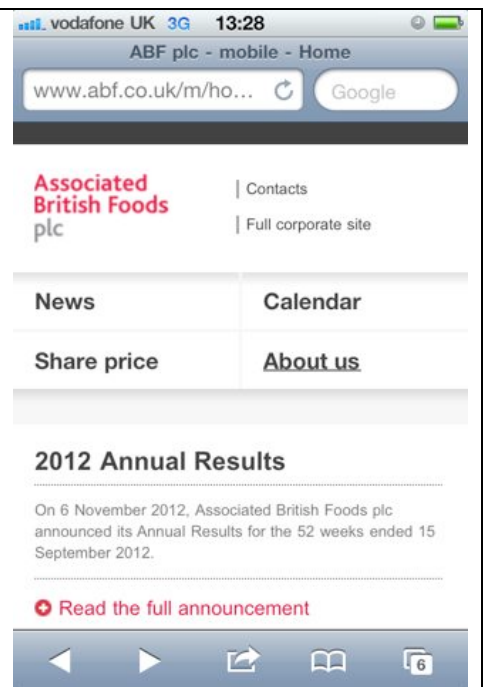 vodafone UK 3G 13:28
ABF plc - mobile - Home
www.abf.co.uk/m/ho... Google
Associated
British Foods
plc
Contacts
Full corporate site
News Calendar
Share price About us
2012 Annual Results
On 6 November 2012, Associated British Foods plc
announced its Annual Results for the 52 weeks ended 15
September 2012.
Read the full announcement
6